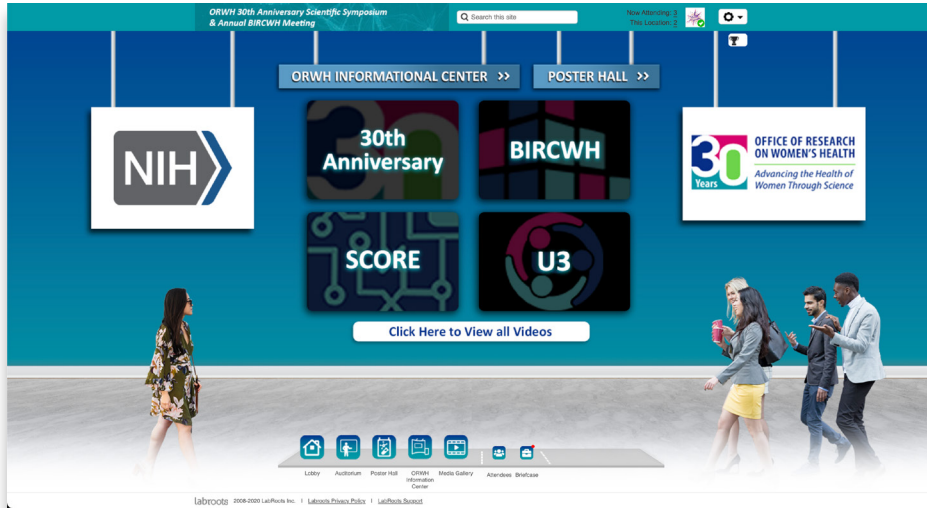 ORWH 30th Anniversary Scientific Symposium
& Annual BIRCWH Meeting
Search this site
Now Attending: 3
This Location: 2
ORWH INFORMATIONAL CENTER >>
POSTER HALL >>
NIH
30th
Anniversary
BIRCWH
30
Years
OFFICE OF RESEARCH
ON WOMEN'S HEALTH
Advancing the Health of
Women Through Science
SCORE
U3
Click Here to View all Videos
Lobby
Auditorium
Poster Hall
ORWH
Information
Center
Media Gallery
Attendees
Briefcase
labroots 2008-2020 LabRoots Inc. | Labroots Privacy Policy | LabRoots Support